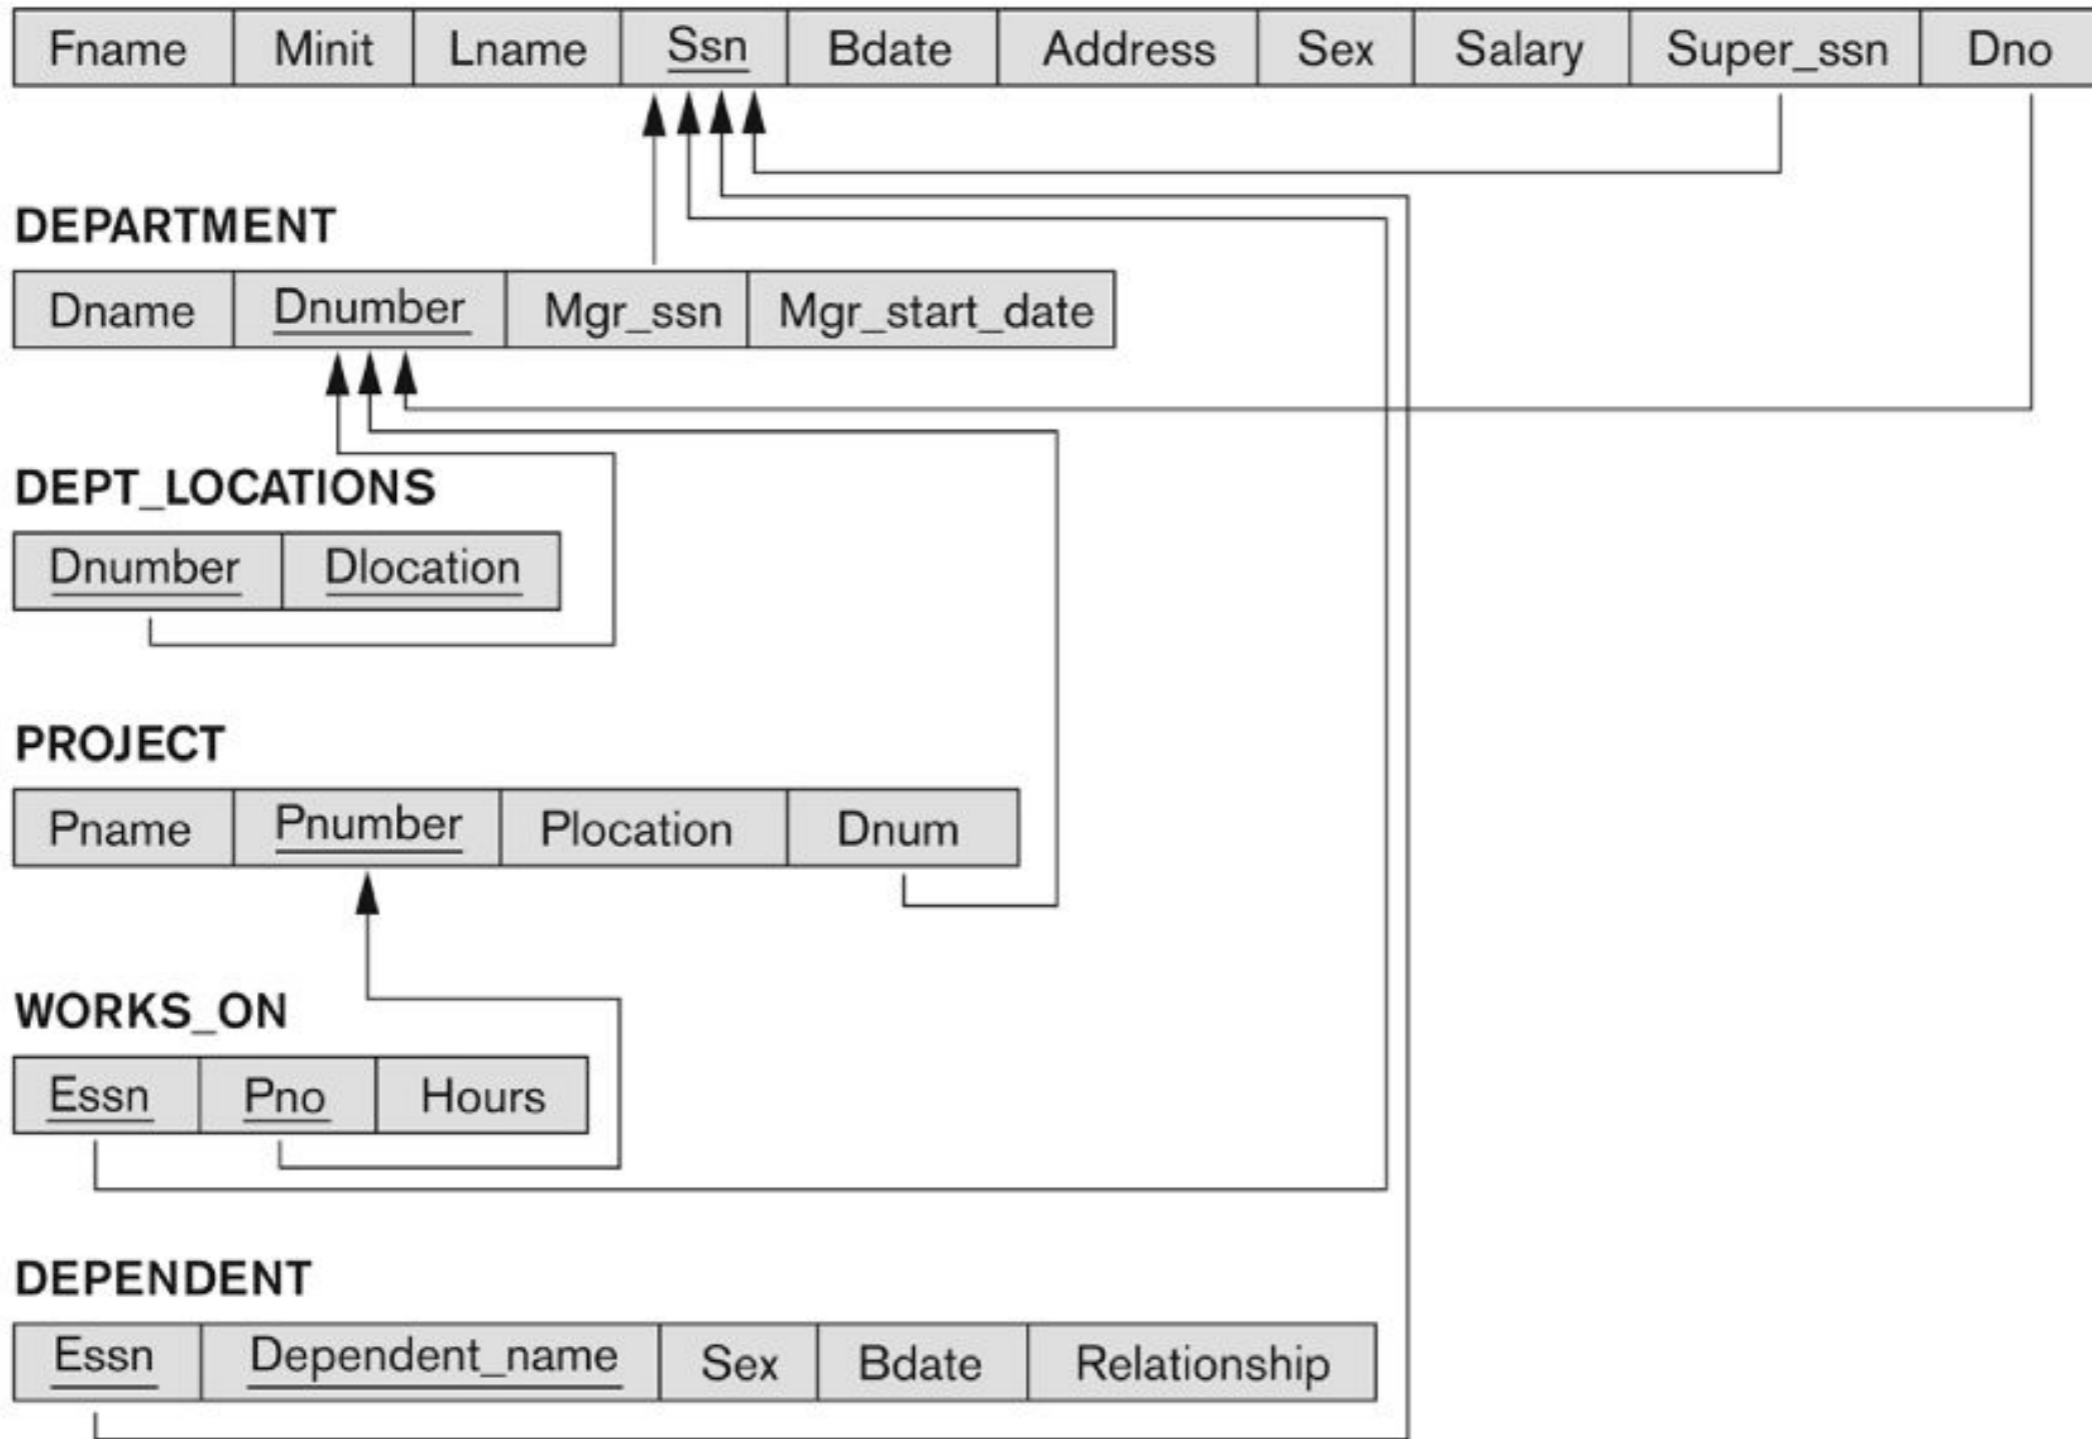 Fname Minit Lname Ssn Bdate Address Sex Salary Super_ssn Dno
DEPARTMENT
Dname Dnumber Mgr_ssn Mgr_start_date
DEPT_LOCATIONS
Dnumber Dlocation
PROJECT
Pname Pnumber Plocation Dnum
WORKS_ON
Essn Pno Hours
DEPENDENT
Essn Dependent_name Sex Bdate Relationship